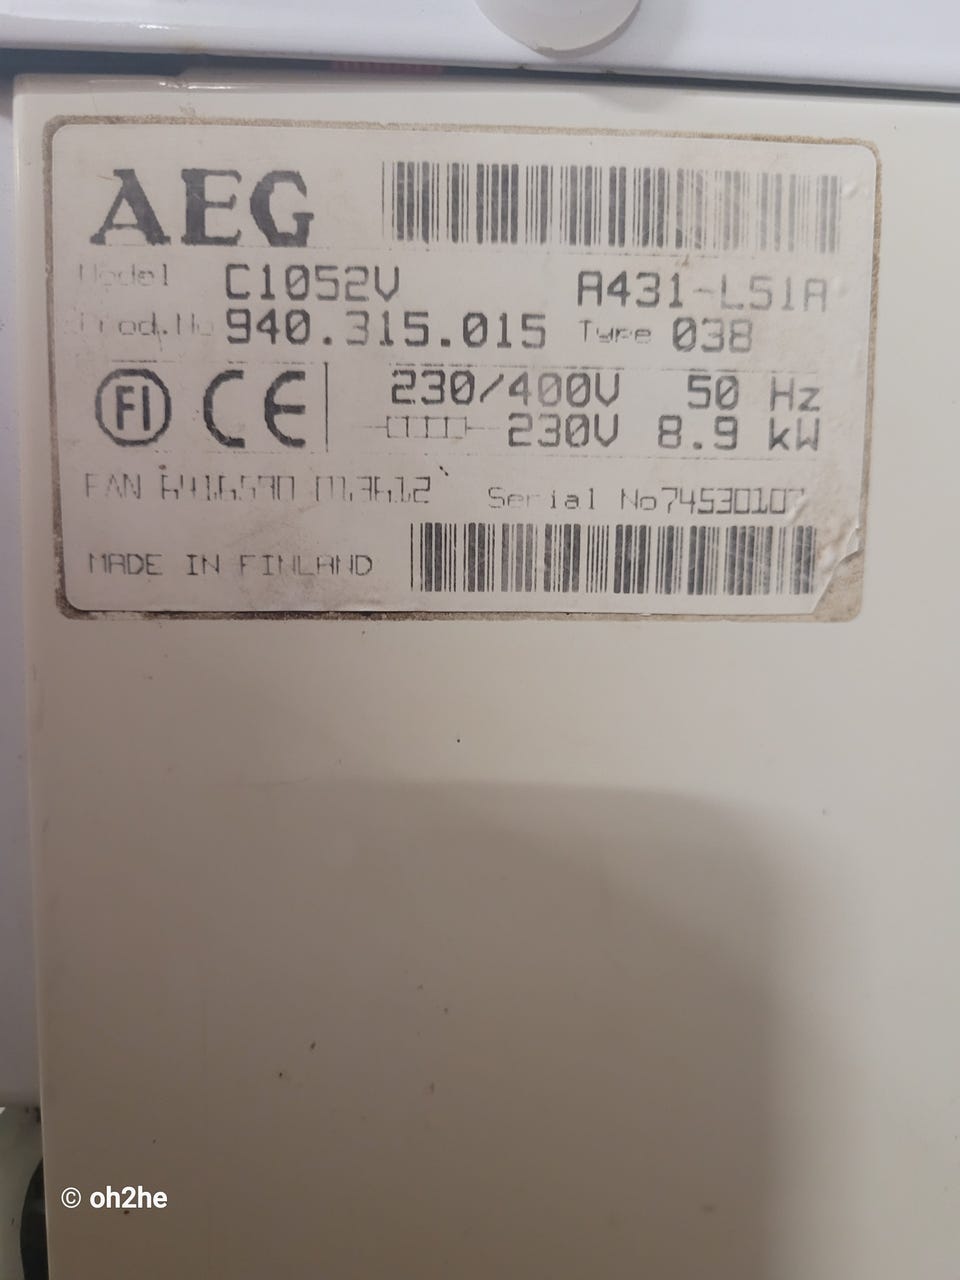 AEG
Model C1052V A431-L51A
Prod.No 940.315.015 Type 038
FI CE 230/400V 50 Hz
230V 8.9 kW
EAN Serial No
MADE IN FINLAND
© oh2he